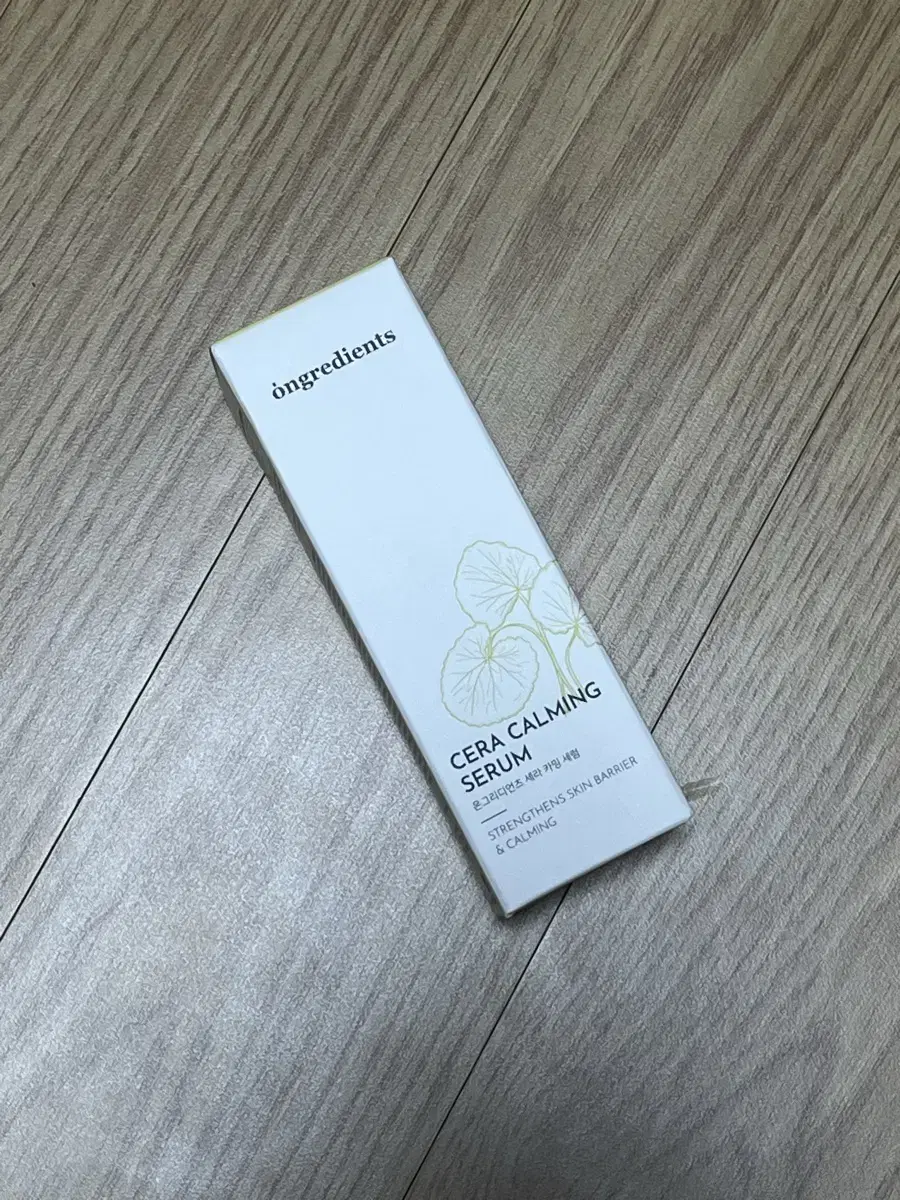 ȯngredients
CERA CALMING
SERUM
온그리디언츠 세라 카밍 세럼
STRENGTHENS SKIN BARRIER
& CALMING